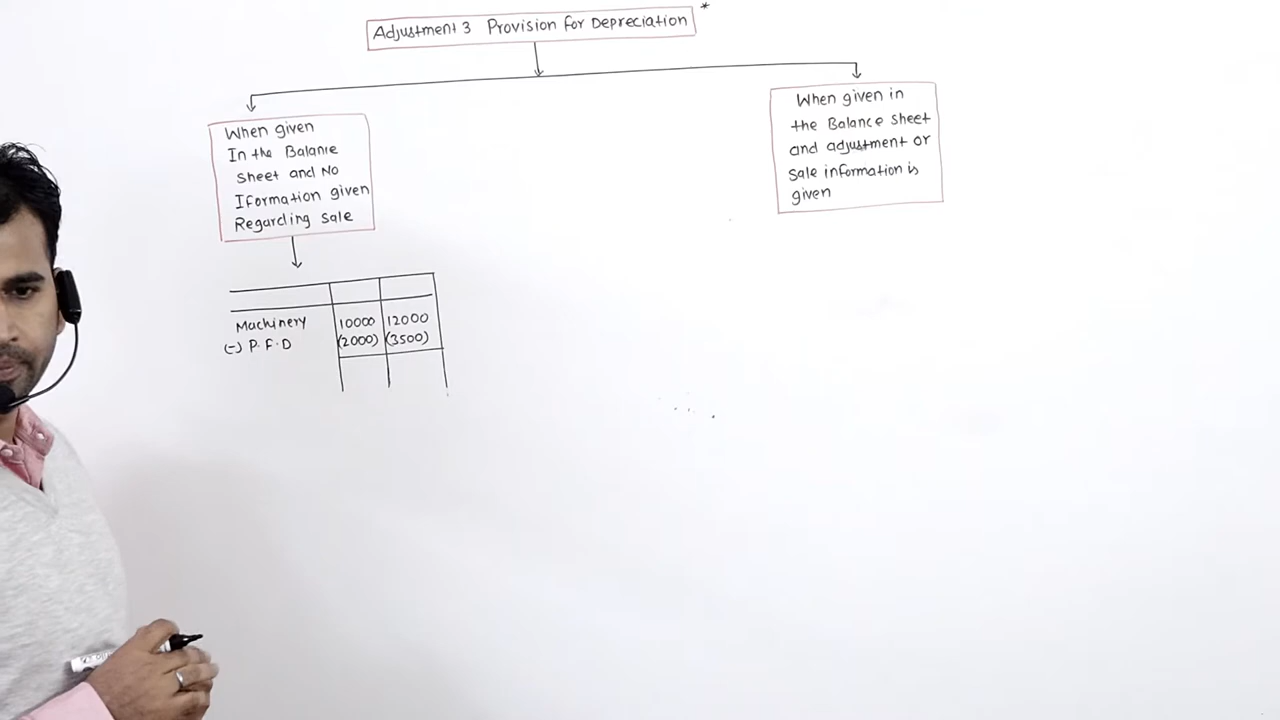 Adjustment 3 Provision for Depreciation *
When given
In the Balance
sheet and No
Iformation given
Regarding sale
When given in
the Balance sheet
and adjustment or
sale information is
given
Machinery 10000 12000
(-) P.F.D (2000) (3500)